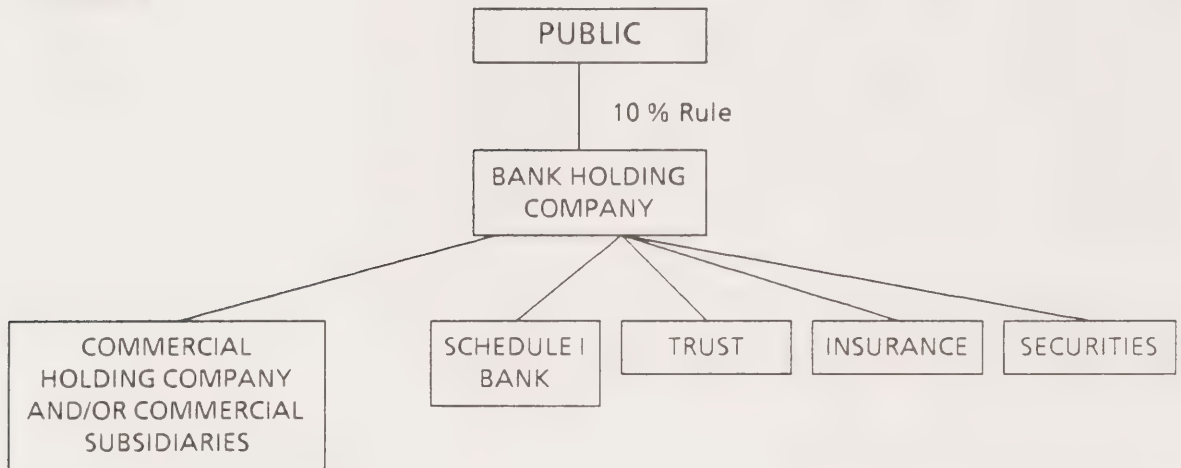 PUBLIC
10 % Rule
BANK HOLDING
COMPANY
COMMERCIAL
HOLDING COMPANY
AND/OR COMMERCIAL
SUBSIDIARIES
SCHEDULE I
BANK
TRUST
INSURANCE
SECURITIES